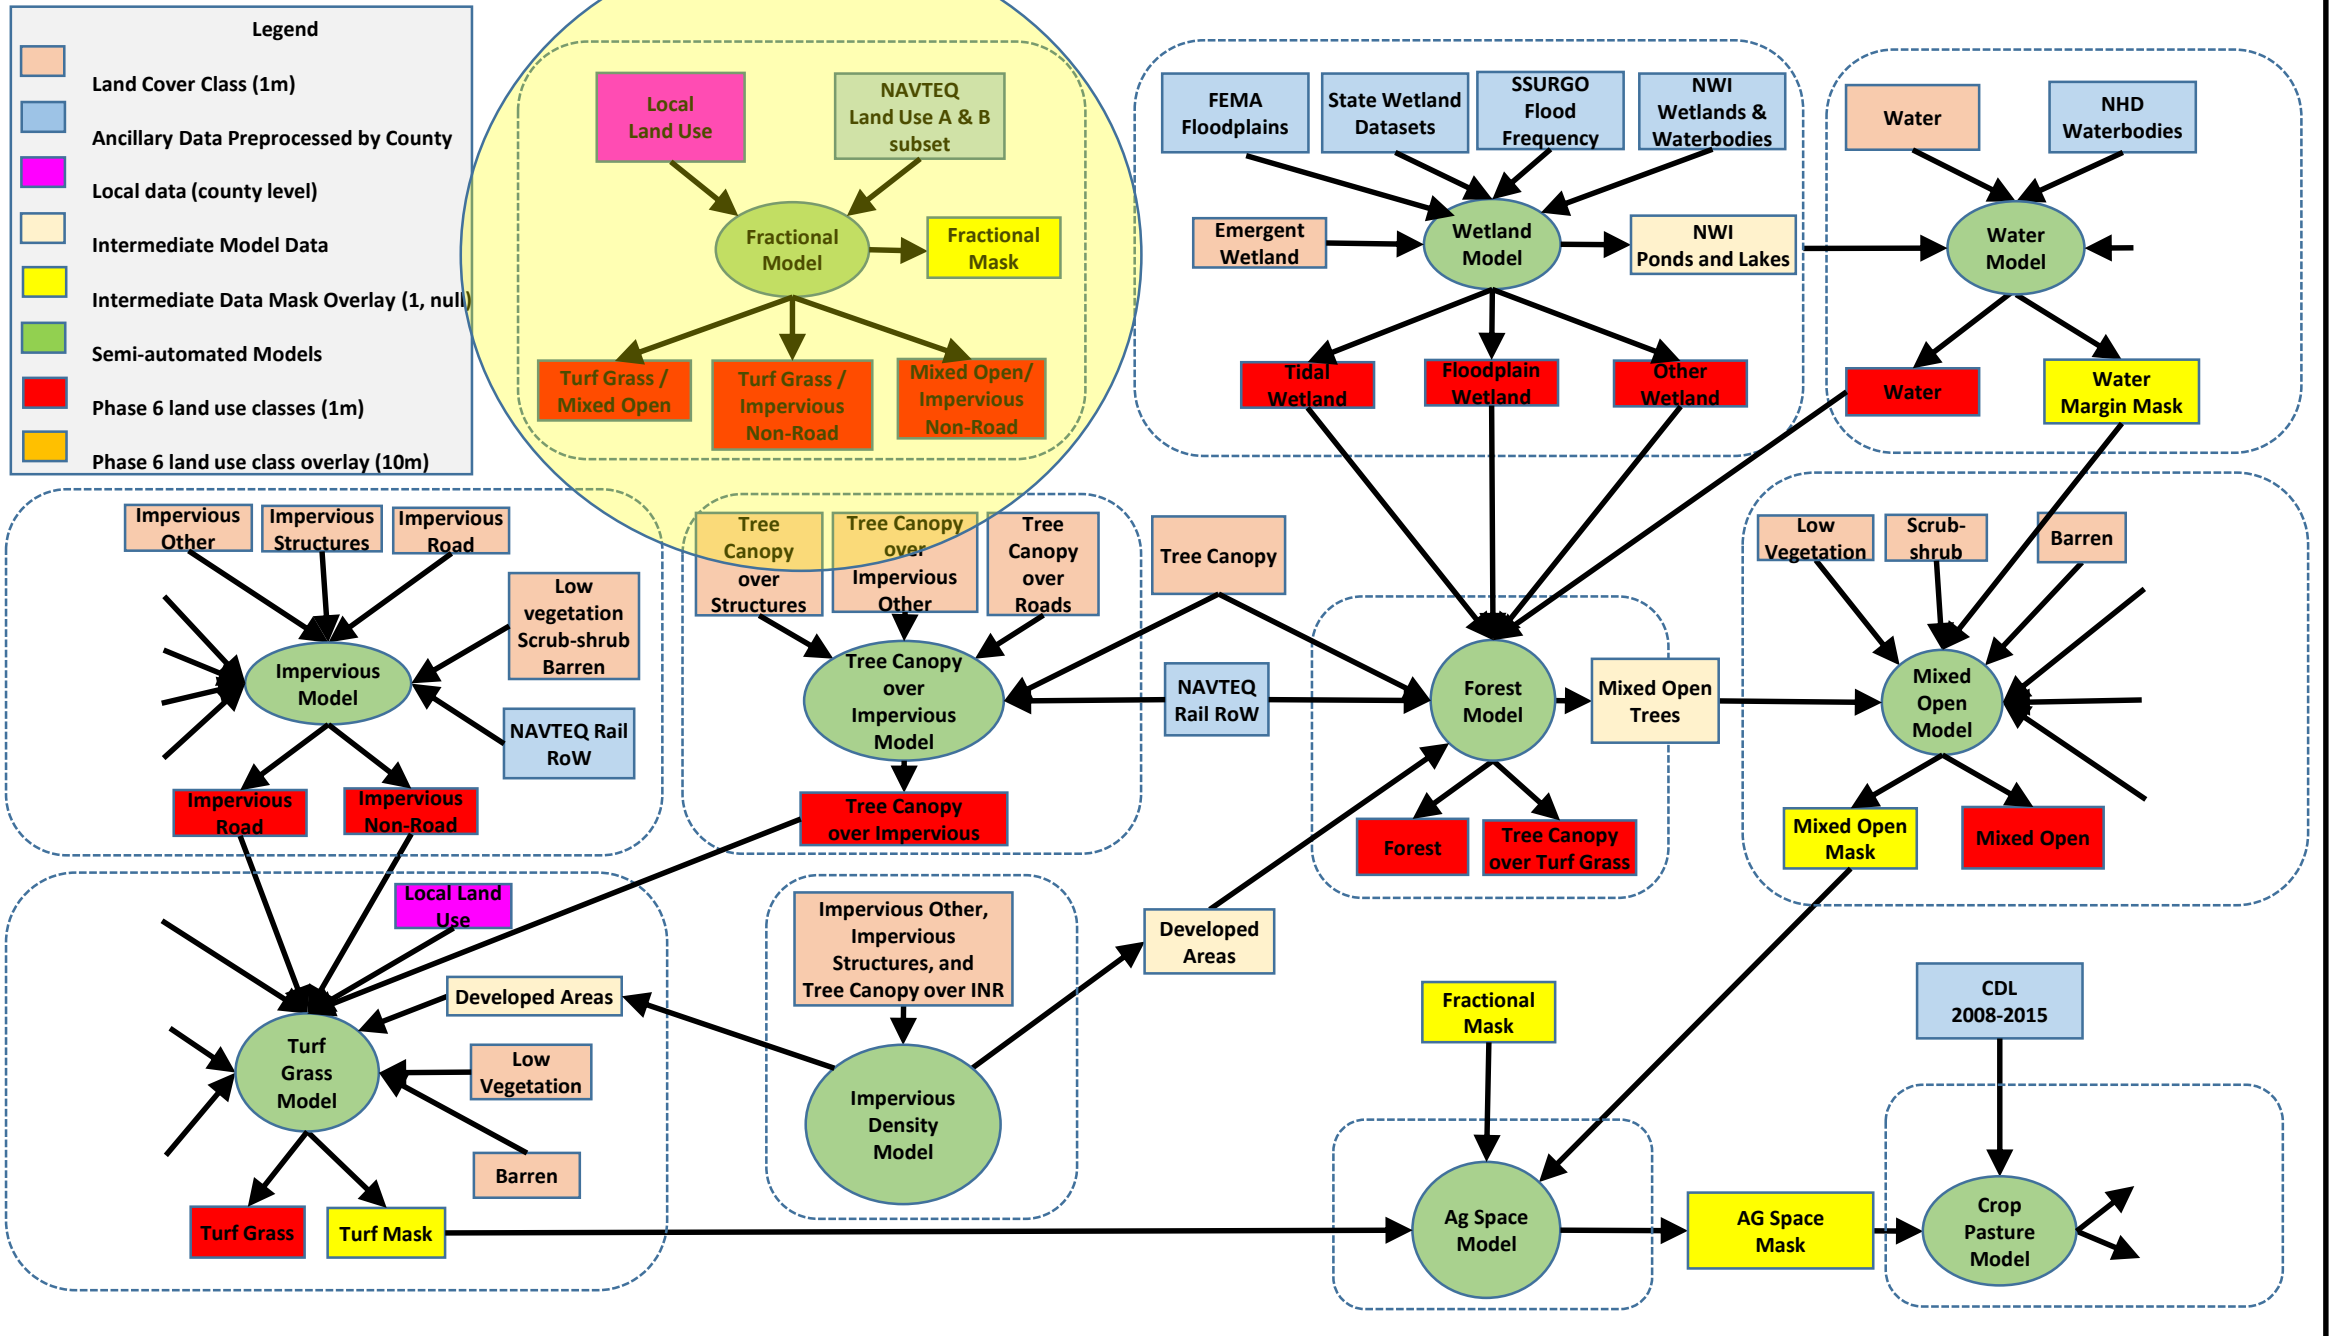 Legend
Land Cover Class (1m)
Ancillary Data Preprocessed by County
Local data (county level)
Intermediate Model Data
Intermediate Data Mask Overlay (1, null)
Semi-automated Models
Phase 6 land use classes (1m)
Phase 6 land use class overlay (10m)
Local
Land Use
NAVTEQ
Land Use A & B
subset
Fractional
Model
Fractional
Mask
Turf Grass /
Mixed Open
Turf Grass /
Impervious
Non-Road
Mixed Open/
Impervious
Non-Road
FEMA
Floodplains
State Wetland
Datasets
SSURGO
Flood
Frequency
NWI
Wetlands &
Waterbodies
Emergent
Wetland
Wetland
Model
NWI
Ponds and Lakes
Tidal
Wetland
Floodplain
Wetland
Other
Wetland
Water
NHD
Waterbodies
Water
Model
Water
Water
Margin Mask
Impervious
Other
Impervious
Structures
Impervious
Road
Low
vegetation
Scrub-shrub
Barren
Impervious
Model
NAVTEQ Rail
RoW
Impervious
Road
Impervious
Non-Road
Tree
Canopy
over
Structures
Tree Canopy
over
Impervious
Other
Tree
Canopy
over
Roads
Tree Canopy
over
Impervious
Model
Tree Canopy
over Impervious
Tree Canopy
NAVTEQ
Rail RoW
Forest
Model
Mixed Open
Trees
Forest
Tree Canopy
over Turf Grass
Low
Vegetation
Scrub-
shrub
Barren
Mixed
Open
Model
Mixed Open
Mask
Mixed Open
Local Land
Use
Developed Areas
Turf
Grass
Model
Low
Vegetation
Barren
Turf Grass
Turf Mask
Impervious Other,
Impervious
Structures, and
Tree Canopy over INR
Impervious
Density
Model
Developed
Areas
Fractional
Mask
Ag Space
Model
AG Space
Mask
CDL
2008-2015
Crop
Pasture
Model